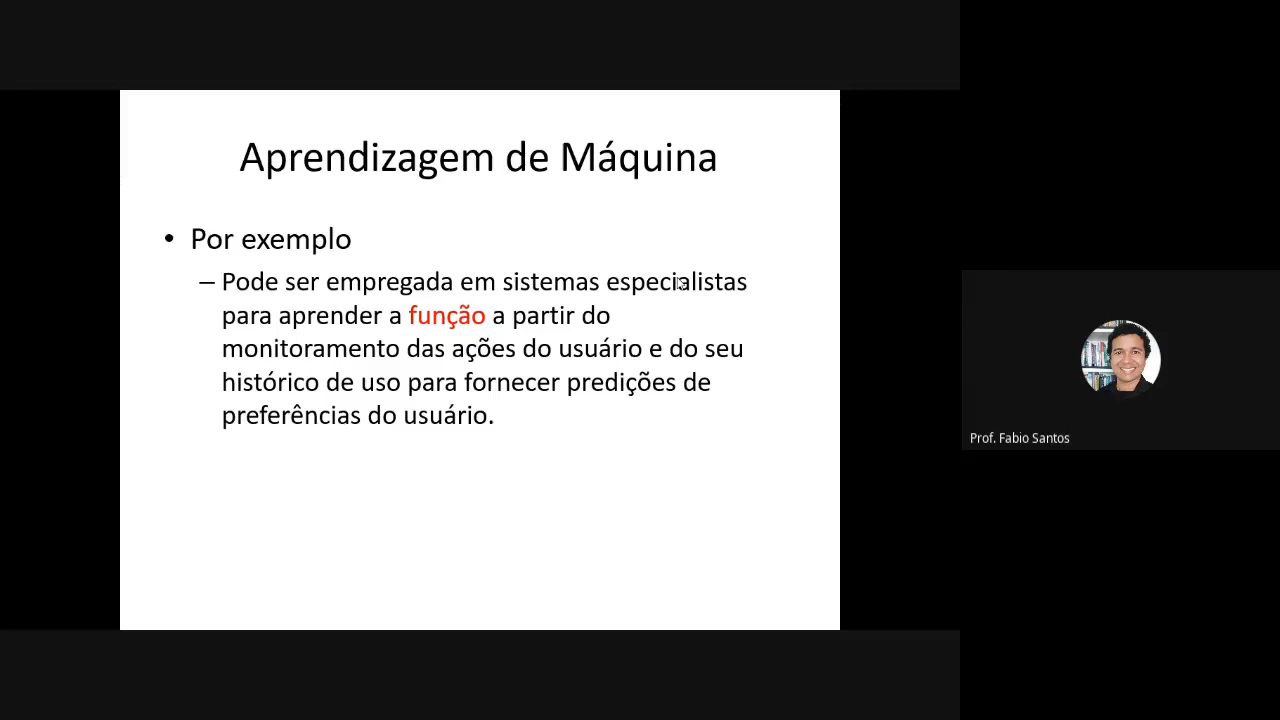 Aprendizagem de Máquina
• Por exemplo
– Pode ser empregada em sistemas especialistas
para aprender a função a partir do
monitoramento das ações do usuário e do seu
histórico de uso para fornecer predições de
preferências do usuário.
Prof. Fabio Santos